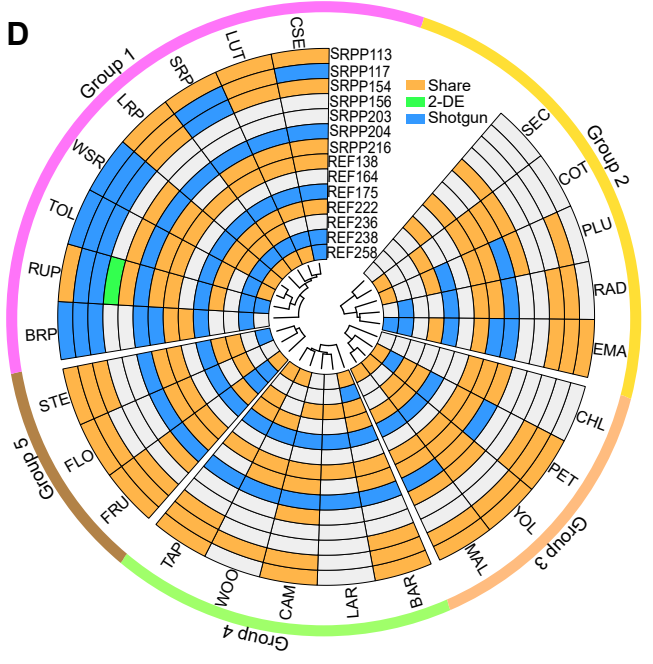 D
CSE
LUT
SRP
LRP
WSR
TOL
RUP
BRP
Group 1
SRPP113
SRPP117
SRPP154
SRPP156
SRPP203
SRPP204
SRPP216
REF138
REF164
REF175
REF222
REF236
REF238
REF258
Share
2-DE
Shotgun
SEC
COT
PLU
RAD
EMA
Group 2
CHL
PET
YOL
MAL
Group 3
BAR
LAR
CAM
WOO
TAP
Group 4
FRU
FLO
STE
Group 5